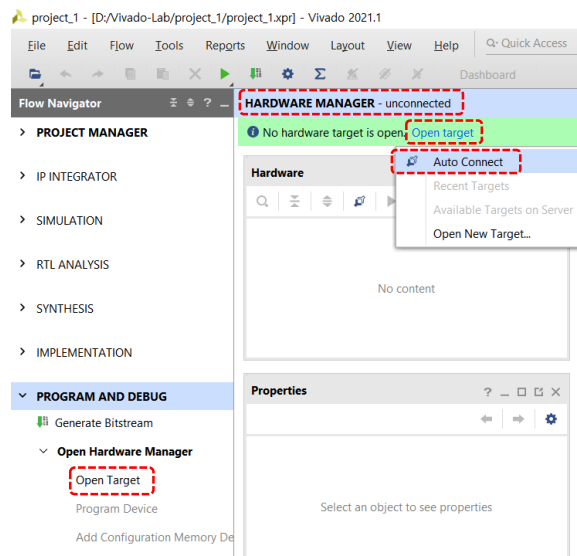 project_1 - [D:/Vivado-Lab/project_1/project_1.xpr] - Vivado 2021.1
File Edit Flow Tools Reports Window Layout View Help Quick Access
Dashboard
Flow Navigator
HARDWARE MANAGER - unconnected
PROJECT MANAGER
No hardware target is open. Open target
Auto Connect
Recent Targets
Available Targets on Server
Open New Target...
Hardware
No content
IP INTEGRATOR
SIMULATION
RTL ANALYSIS
SYNTHESIS
IMPLEMENTATION
PROGRAM AND DEBUG
Generate Bitstream
Open Hardware Manager
Open Target
Program Device
Add Configuration Memory De
Properties
Select an object to see properties